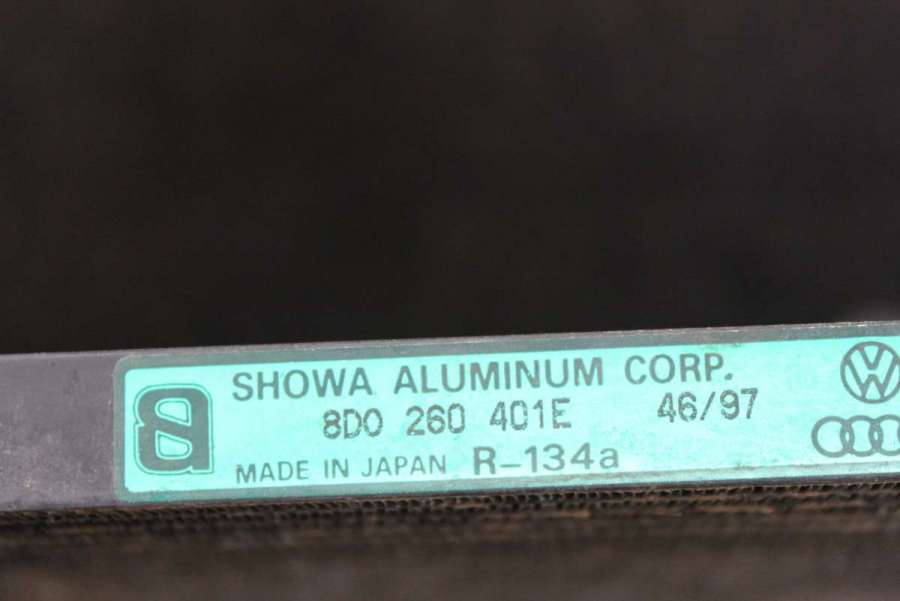 SHOWA ALUMINUM CORP.
8D0 260 401E 46/97
MADE IN JAPAN R-134a